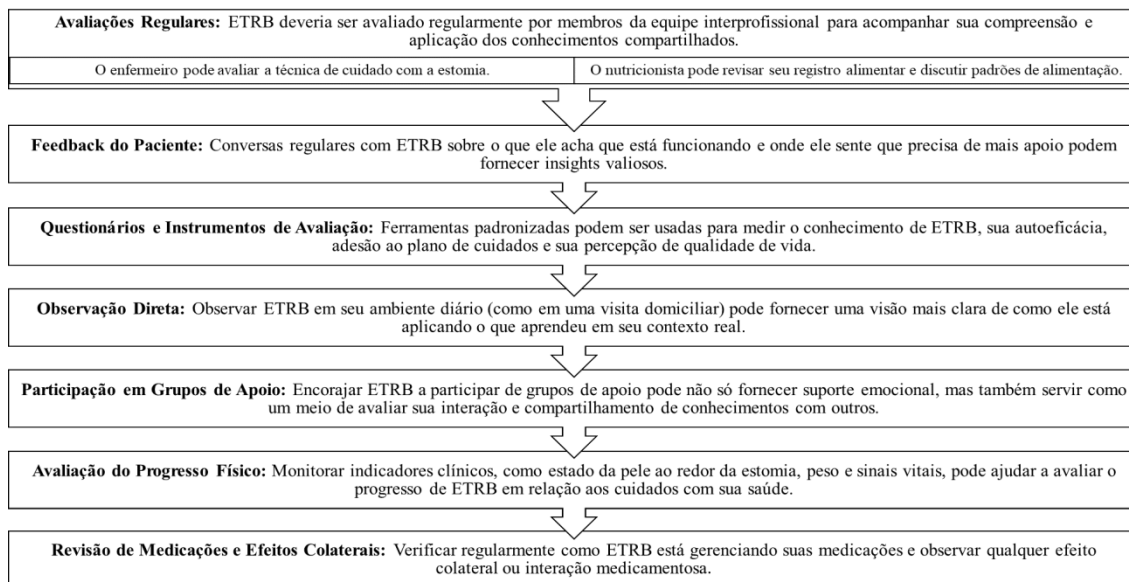 Avaliações Regulares: ETRB deveria ser avaliado regularmente por membros da equipe interprofissional para acompanhar sua compreensão e
aplicação dos conhecimentos compartilhados.
O enfermeiro pode avaliar a técnica de cuidado com a estomia.
O nutricionista pode revisar seu registro alimentar e discutir padrões de alimentação.
Feedback do Paciente: Conversas regulares com ETRB sobre o que ele acha que está funcionando e onde ele sente que precisa de mais apoio podem
fornecer insights valiosos.
Questionários e Instrumentos de Avaliação: Ferramentas padronizadas podem ser usadas para medir o conhecimento de ETRB, sua autoeficácia,
adesão ao plano de cuidados e sua percepção de qualidade de vida.
Observação Direta: Observar ETRB em seu ambiente diário (como em uma visita domiciliar) pode fornecer uma visão mais clara de como ele está
aplicando o que aprendeu em seu contexto real.
Participação em Grupos de Apoio: Encorajar ETRB a participar de grupos de apoio pode não só fornecer suporte emocional, mas também servir como
um meio de avaliar sua interação e compartilhamento de conhecimentos com outros.
Avaliação do Progresso Físico: Monitorar indicadores clínicos, como estado da pele ao redor da estomia, peso e sinais vitais, pode ajudar a avaliar o
progresso de ETRB em relação aos cuidados com sua saúde.
Revisão de Medicações e Efeitos Colaterais: Verificar regularmente como ETRB está gerenciando suas medicações e observar qualquer efeito
colateral ou interação medicamentosa.